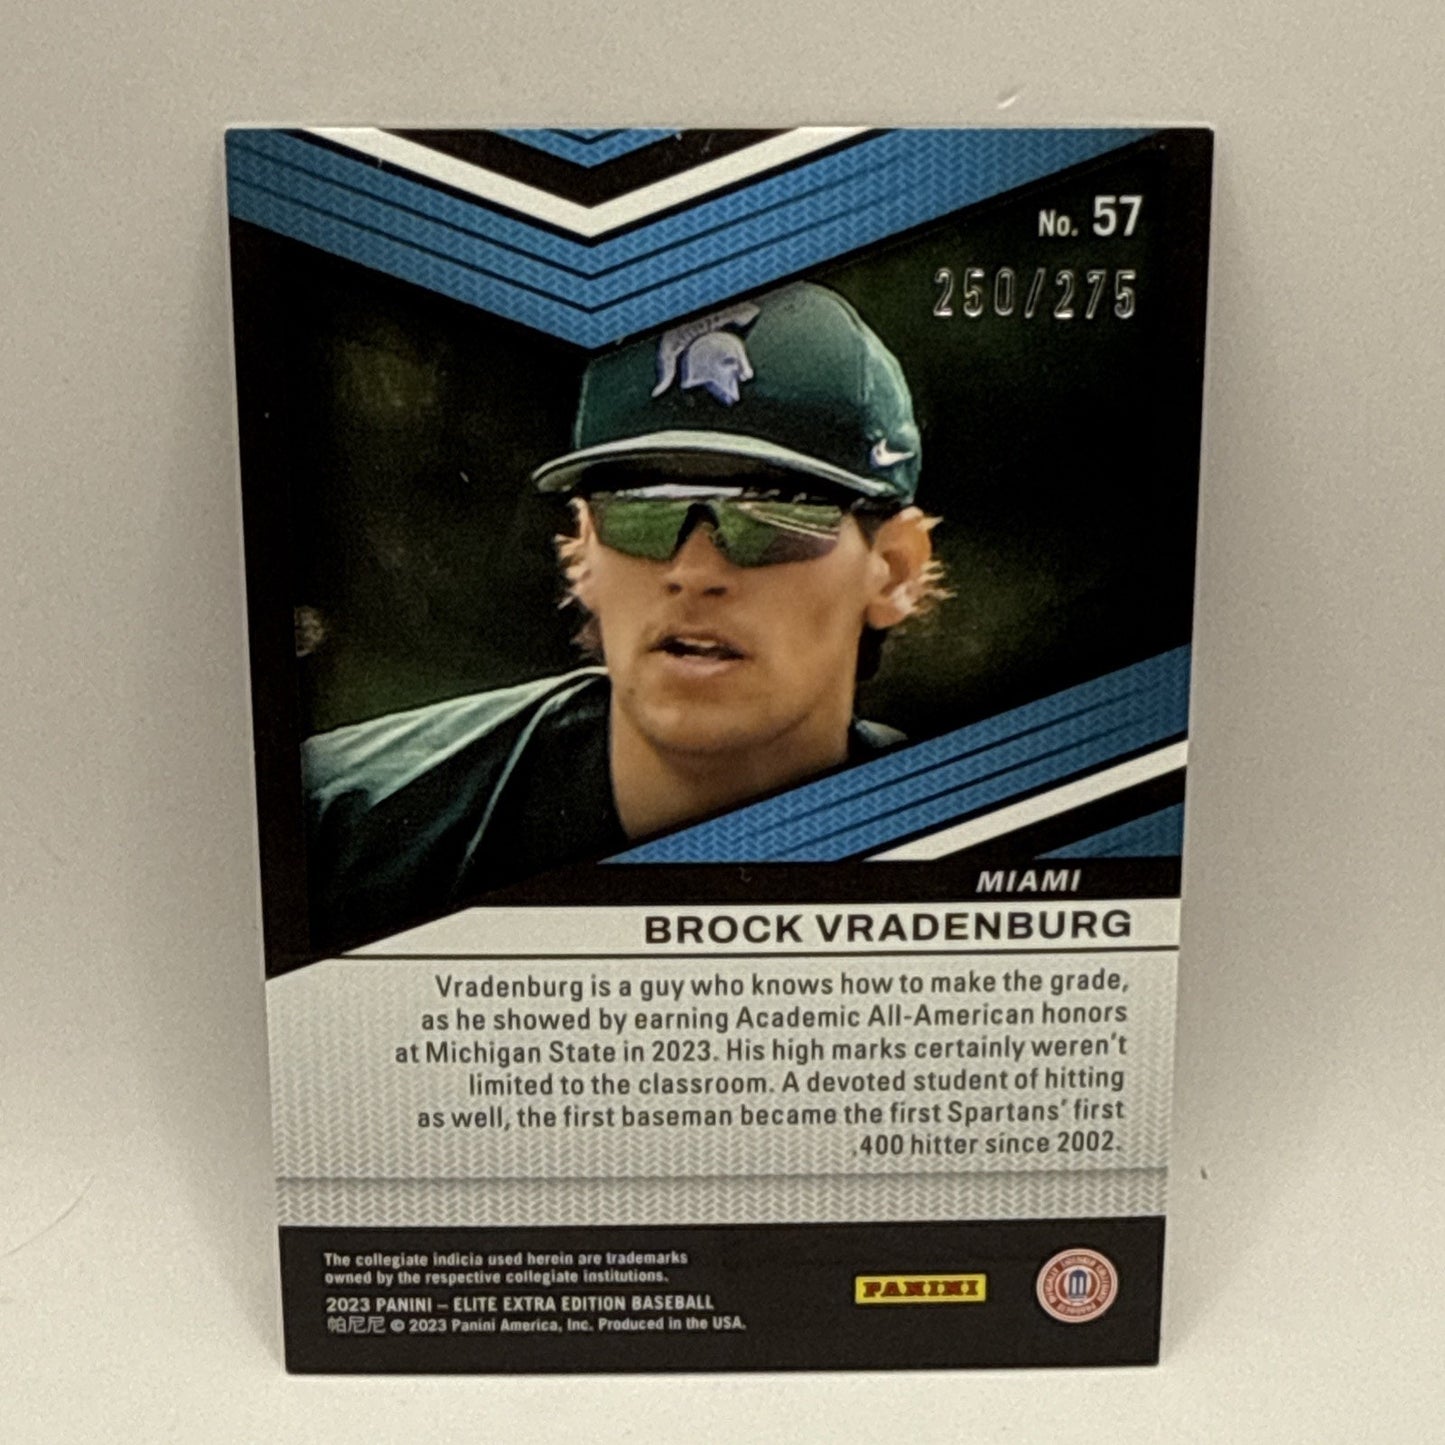 No. 57
250/275
MIAMI
BROCK VRADENBURG
Vradenburg is a guy who knows how to make the grade,
as he showed by earning Academic All-American honors
at Michigan State in 2023. His high marks certainly weren't
limited to the classroom. A devoted student of hitting
as well, the first baseman became the first Spartans' first
.400 hitter since 2002.
The collegiate indicia used herein are trademarks
owned by the respective collegiate institutions.
2023 PANINI – ELITE EXTRA EDITION BASEBALL
帕尼尼 © 2023 Panini America, Inc. Produced in the USA.
PANINI